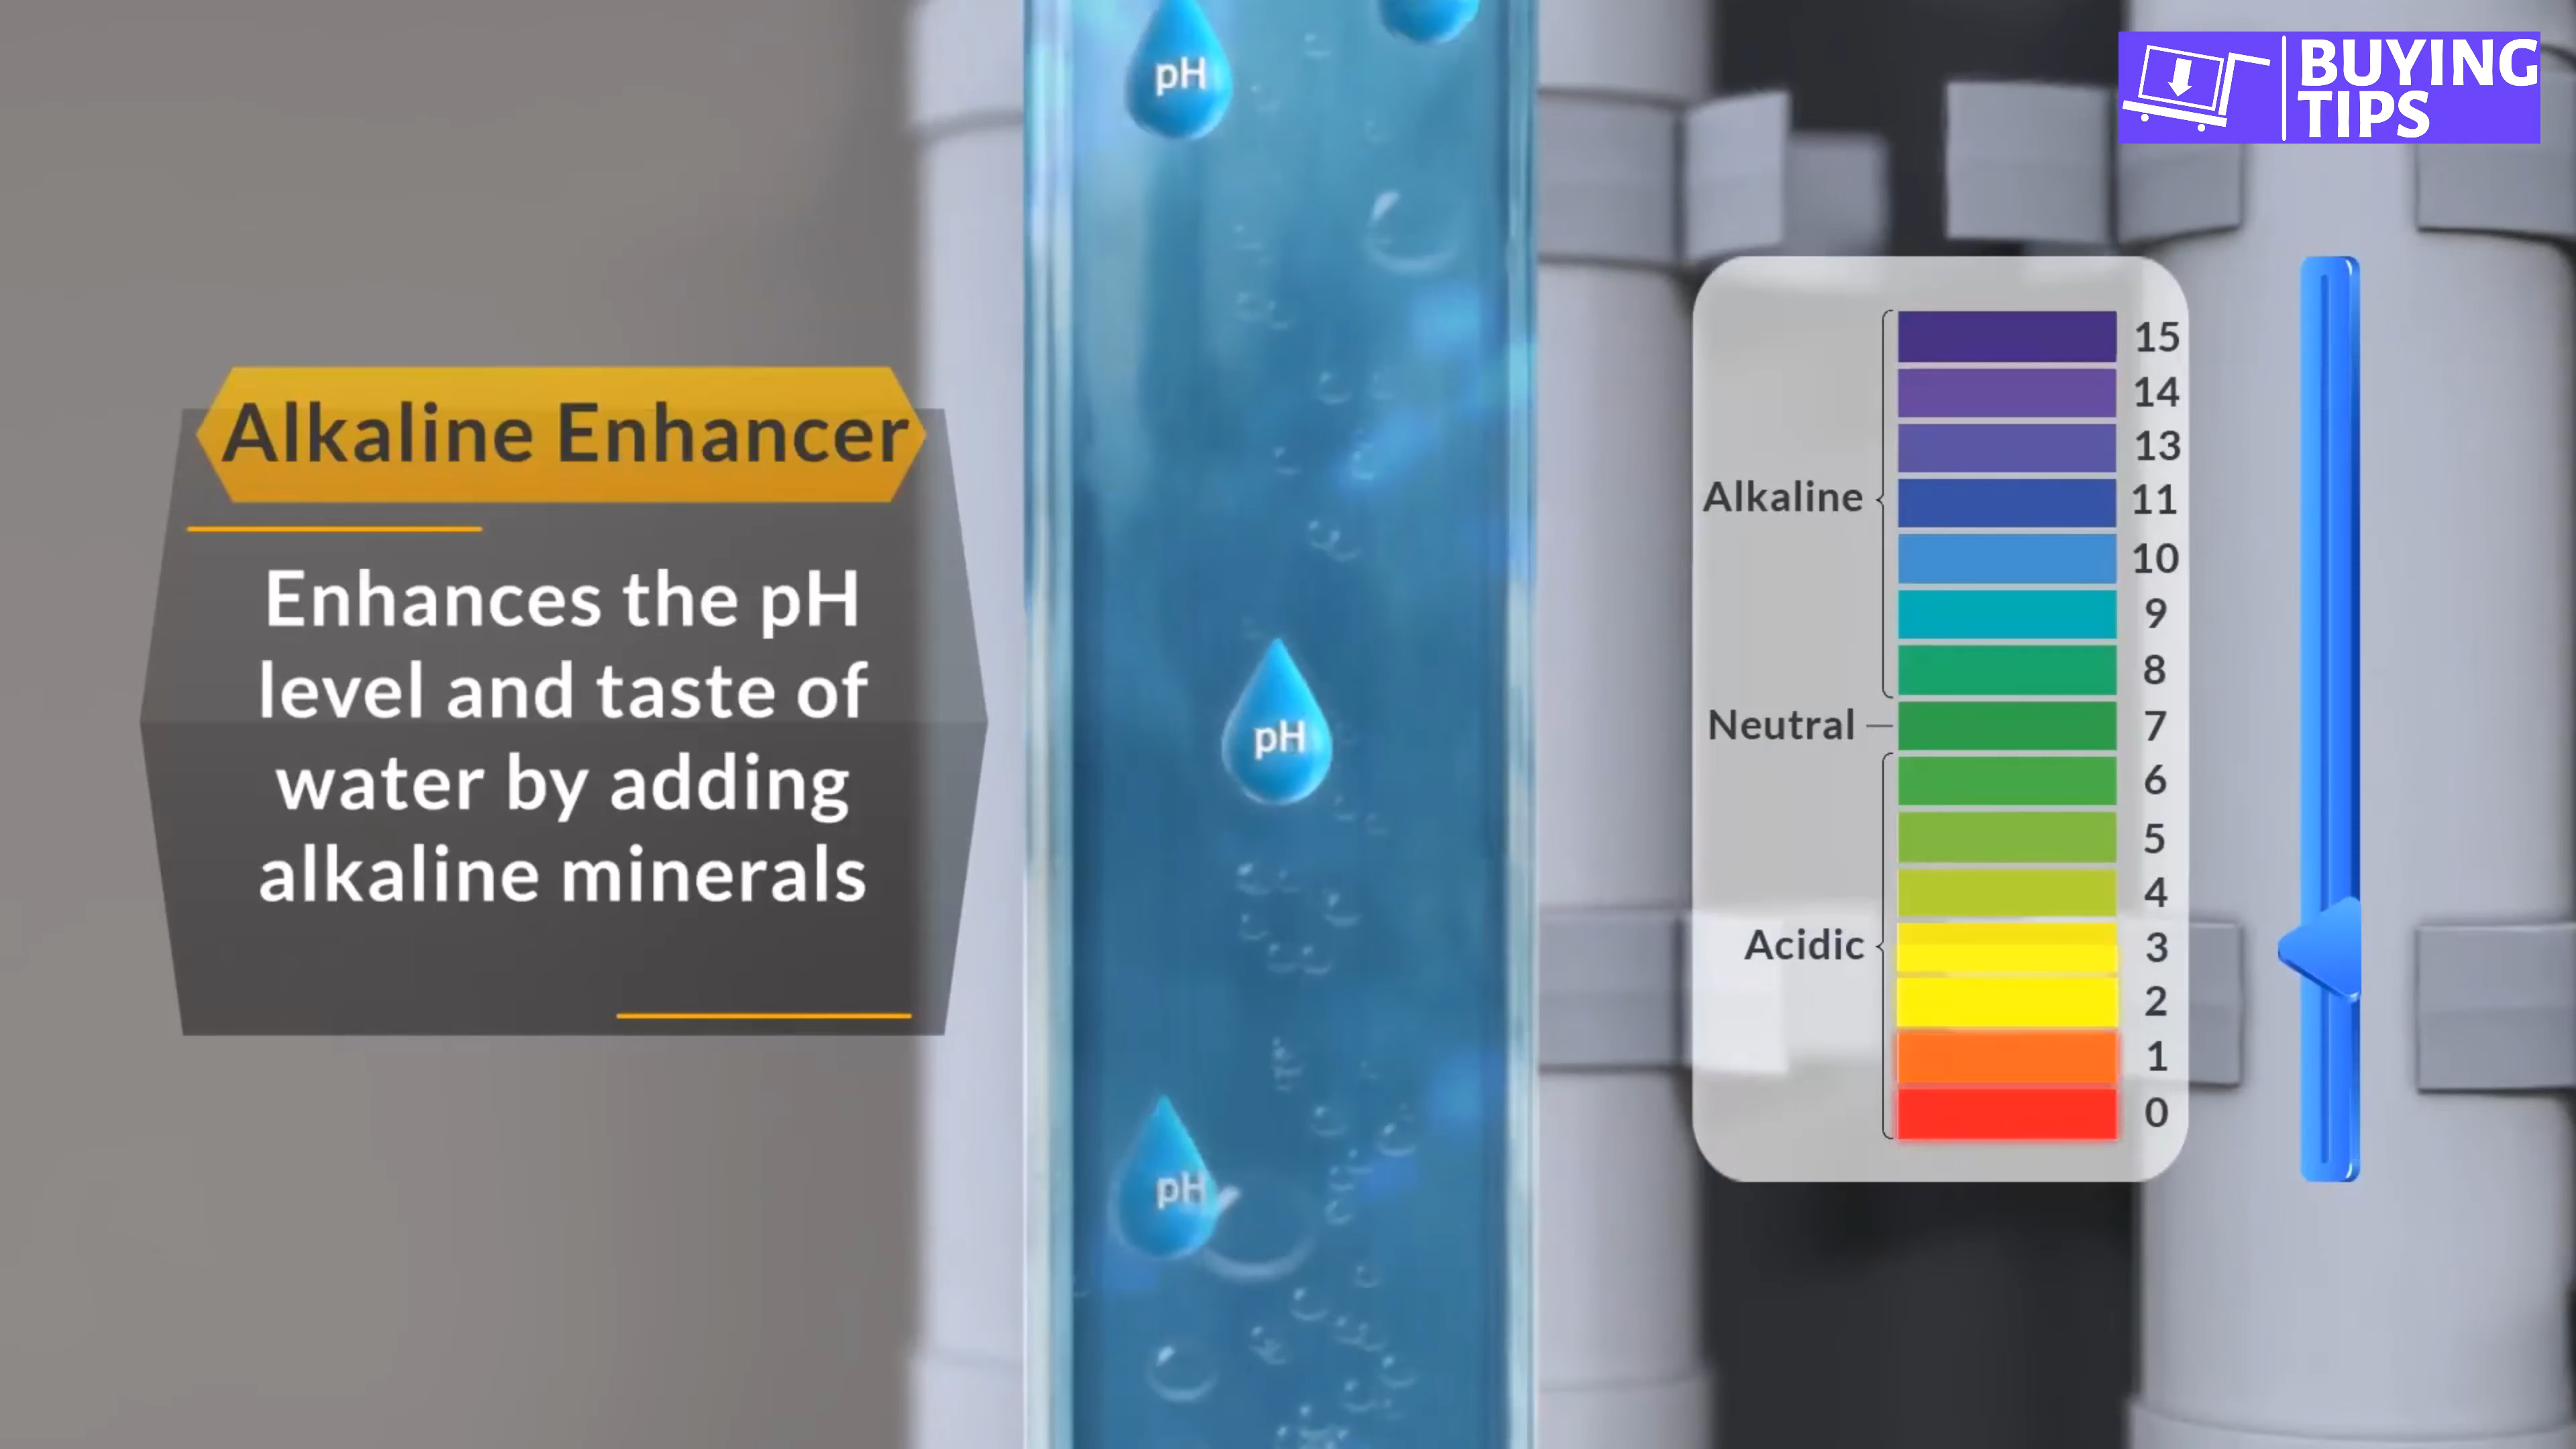 BUYING
TIPS
Alkaline Enhancer
Enhances the pH
level and taste of
water by adding
alkaline minerals
pH
pH
pH
Alkaline
Neutral
Acidic
15
14
13
11
10
9
8
7
6
5
4
3
2
1
0